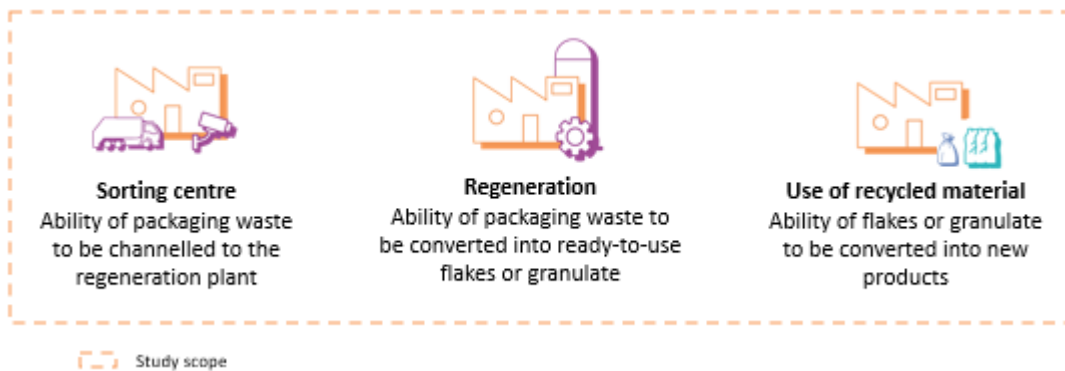 Sorting centre
Ability of packaging waste
to be channelled to the
regeneration plant
Regeneration
Ability of packaging waste to
be converted into ready-to-use
flakes or granulate
Use of recycled material
Ability of flakes or granulate
to be converted into new
products
Study scope